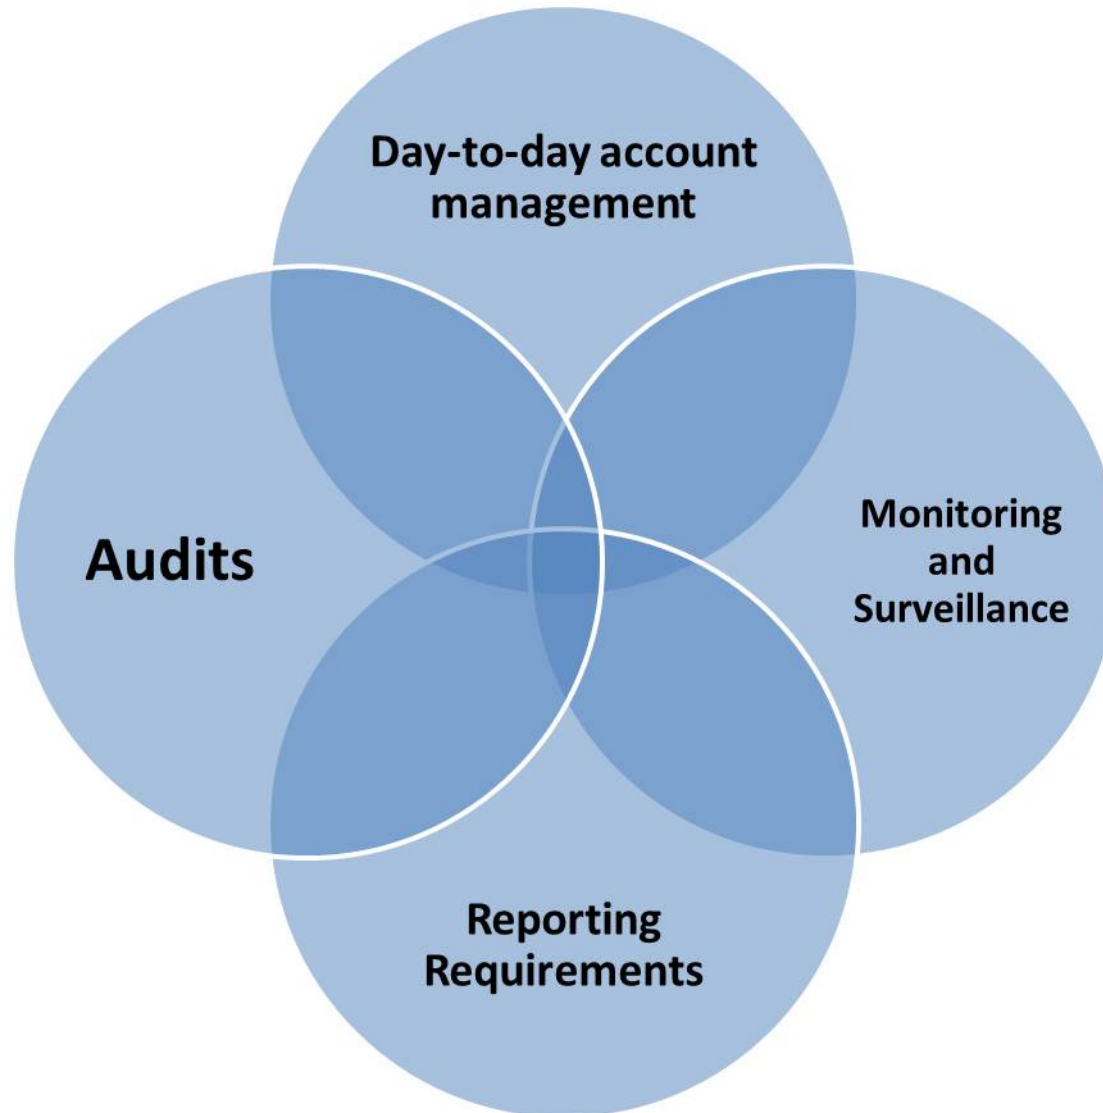 Day-to-day account
management
Audits
Monitoring
and
Surveillance
Reporting
Requirements